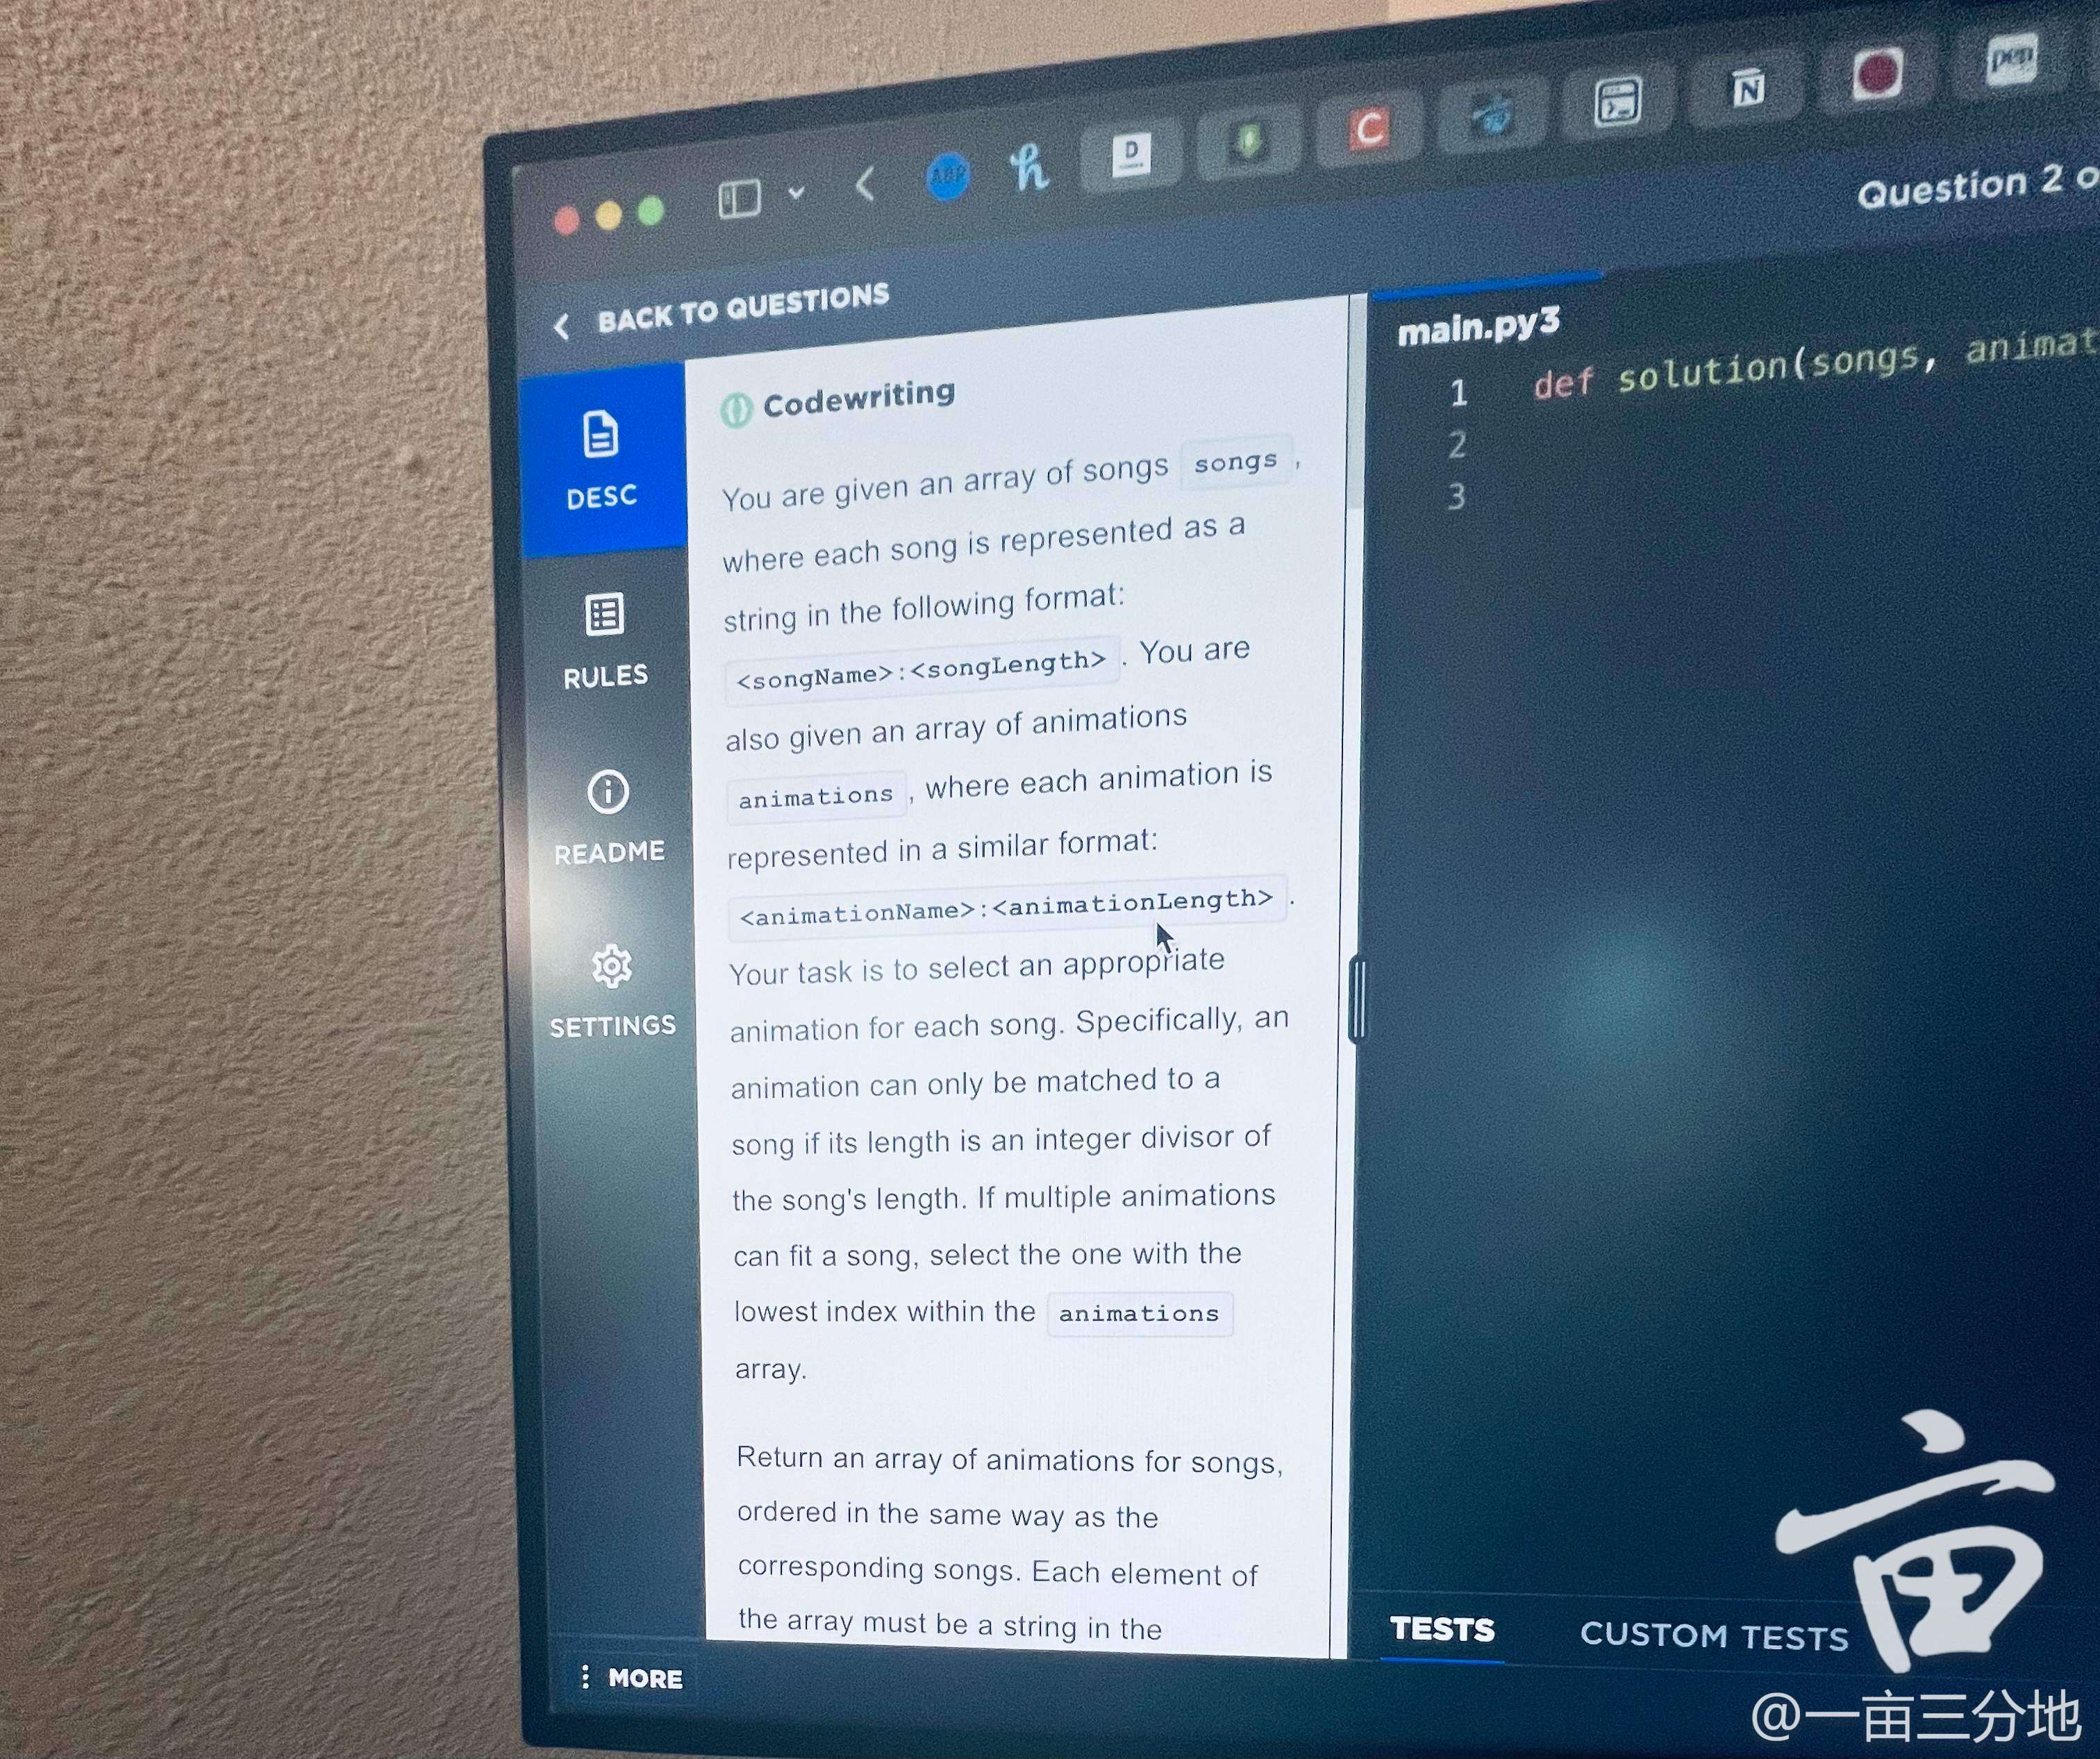 Question 2 o
BACK TO QUESTIONS
main.py3
1 def solution(songs, animat
2
3
DESC
RULES
README
SETTINGS
MORE
Codewriting
You are given an array of songs songs ,
where each song is represented as a
string in the following format:
<songName>:<songLength> . You are
also given an array of animations
animations , where each animation is
represented in a similar format:
<animationName>:<animationLength> .
Your task is to select an appropriate
animation for each song. Specifically, an
animation can only be matched to a
song if its length is an integer divisor of
the song's length. If multiple animations
can fit a song, select the one with the
lowest index within the animations
array.
Return an array of animations for songs,
ordered in the same way as the
corresponding songs. Each element of
the array must be a string in the
TESTS
CUSTOM TESTS
亩
@一亩三分地